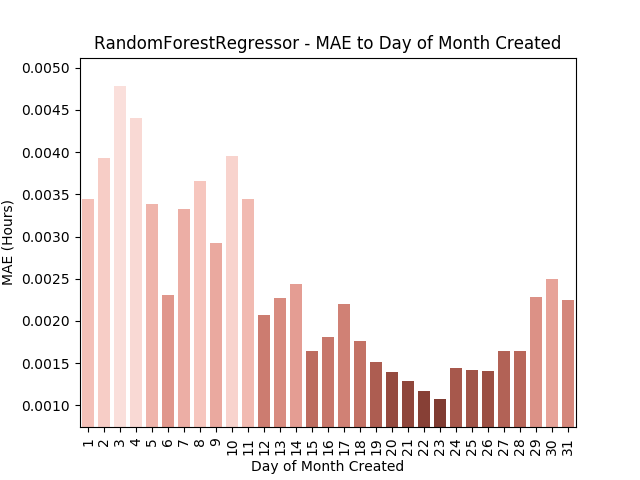 RandomForestRegressor - MAE to Day of Month Created
0.0050
0.0045
0.0040
0.0035
0.0030
0.0025
0.0020
0.0015
0.0010
MAE (Hours)
1 2 3 4 5 6 7 8 9 10 11 12 13 14 15 16 17 18 19 20 21 22 23 24 25 26 27 28 29 30 31
Day of Month Created